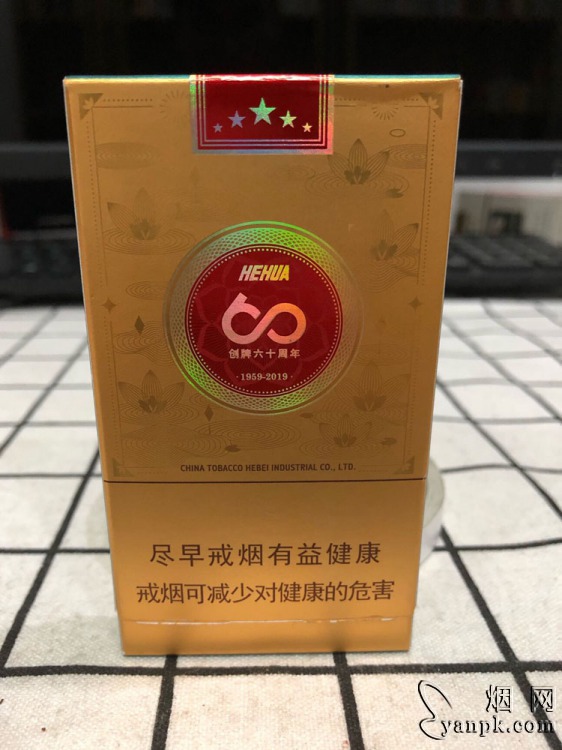 HEHUA
60
创牌六十周年
·1959-2019·
CHINA TOBACCO HEBEI INDUSTRIAL CO., LTD.
尽早戒烟有益健康
戒烟可减少对健康的危害
烟网
yanpk.com